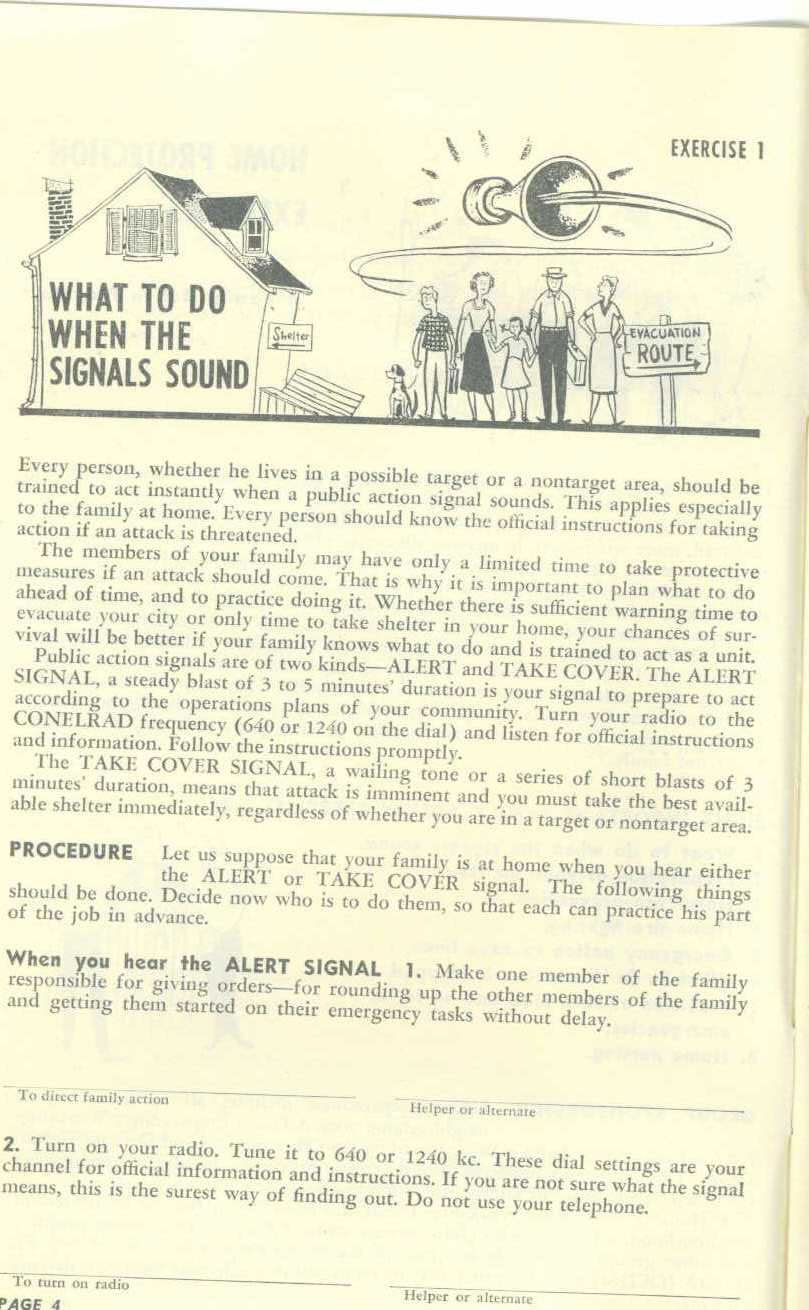 EXERCISE 1
WHAT TO DO
WHEN THE
SIGNALS SOUND
Shelter
EVACUATION
ROUTE
Every person, whether he lives in a possible target or a nontarget area, should be
trained to act instantly when a public action signal sounds. This applies especially
to the family at home. Every person should know the official instructions for taking
action if an attack is threatened.
The members of your family may have only a limited time to take protective
measures if an attack should come. That is why it is important to plan what to do
ahead of time, and to practice doing it. Whether there is sufficient warning time to
evacuate your city or only time to take shelter in your home, your chances of sur-
vival will be better if your family knows what to do and is trained to act as a unit.
Public action signals are of two kinds—ALERT and TAKE COVER. The ALERT
SIGNAL, a steady blast of 3 to 5 minutes' duration is your signal to prepare to act
according to the operations plans of your community. Turn your radio to the
CONELRAD frequency (640 or 1240 on the dial) and listen for official instructions
and information. Follow the instructions promptly.
The TAKE COVER SIGNAL, a wailing tone or a series of short blasts of 3
minutes' duration, means that attack is imminent and you must take the best avail-
able shelter immediately, regardless of whether you are in a target or nontarget area.
PROCEDURE Let us suppose that your family is at home when you hear either
the ALERT or TAKE COVER signal. The following things
should be done. Decide now who is to do them, so that each can practice his part
of the job in advance.
When you hear the ALERT SIGNAL 1. Make one member of the family
responsible for giving orders—for rounding up the other members of the family
and getting them started on their emergency tasks without delay.
To direct family action
Helper or alternate
2. Turn on your radio. Tune it to 640 or 1240 kc. These dial settings are your
channel for official information and instructions. If you are not sure what the signal
means, this is the surest way of finding out. Do not use your telephone.
To turn on radio
Helper or alternate
PAGE 4